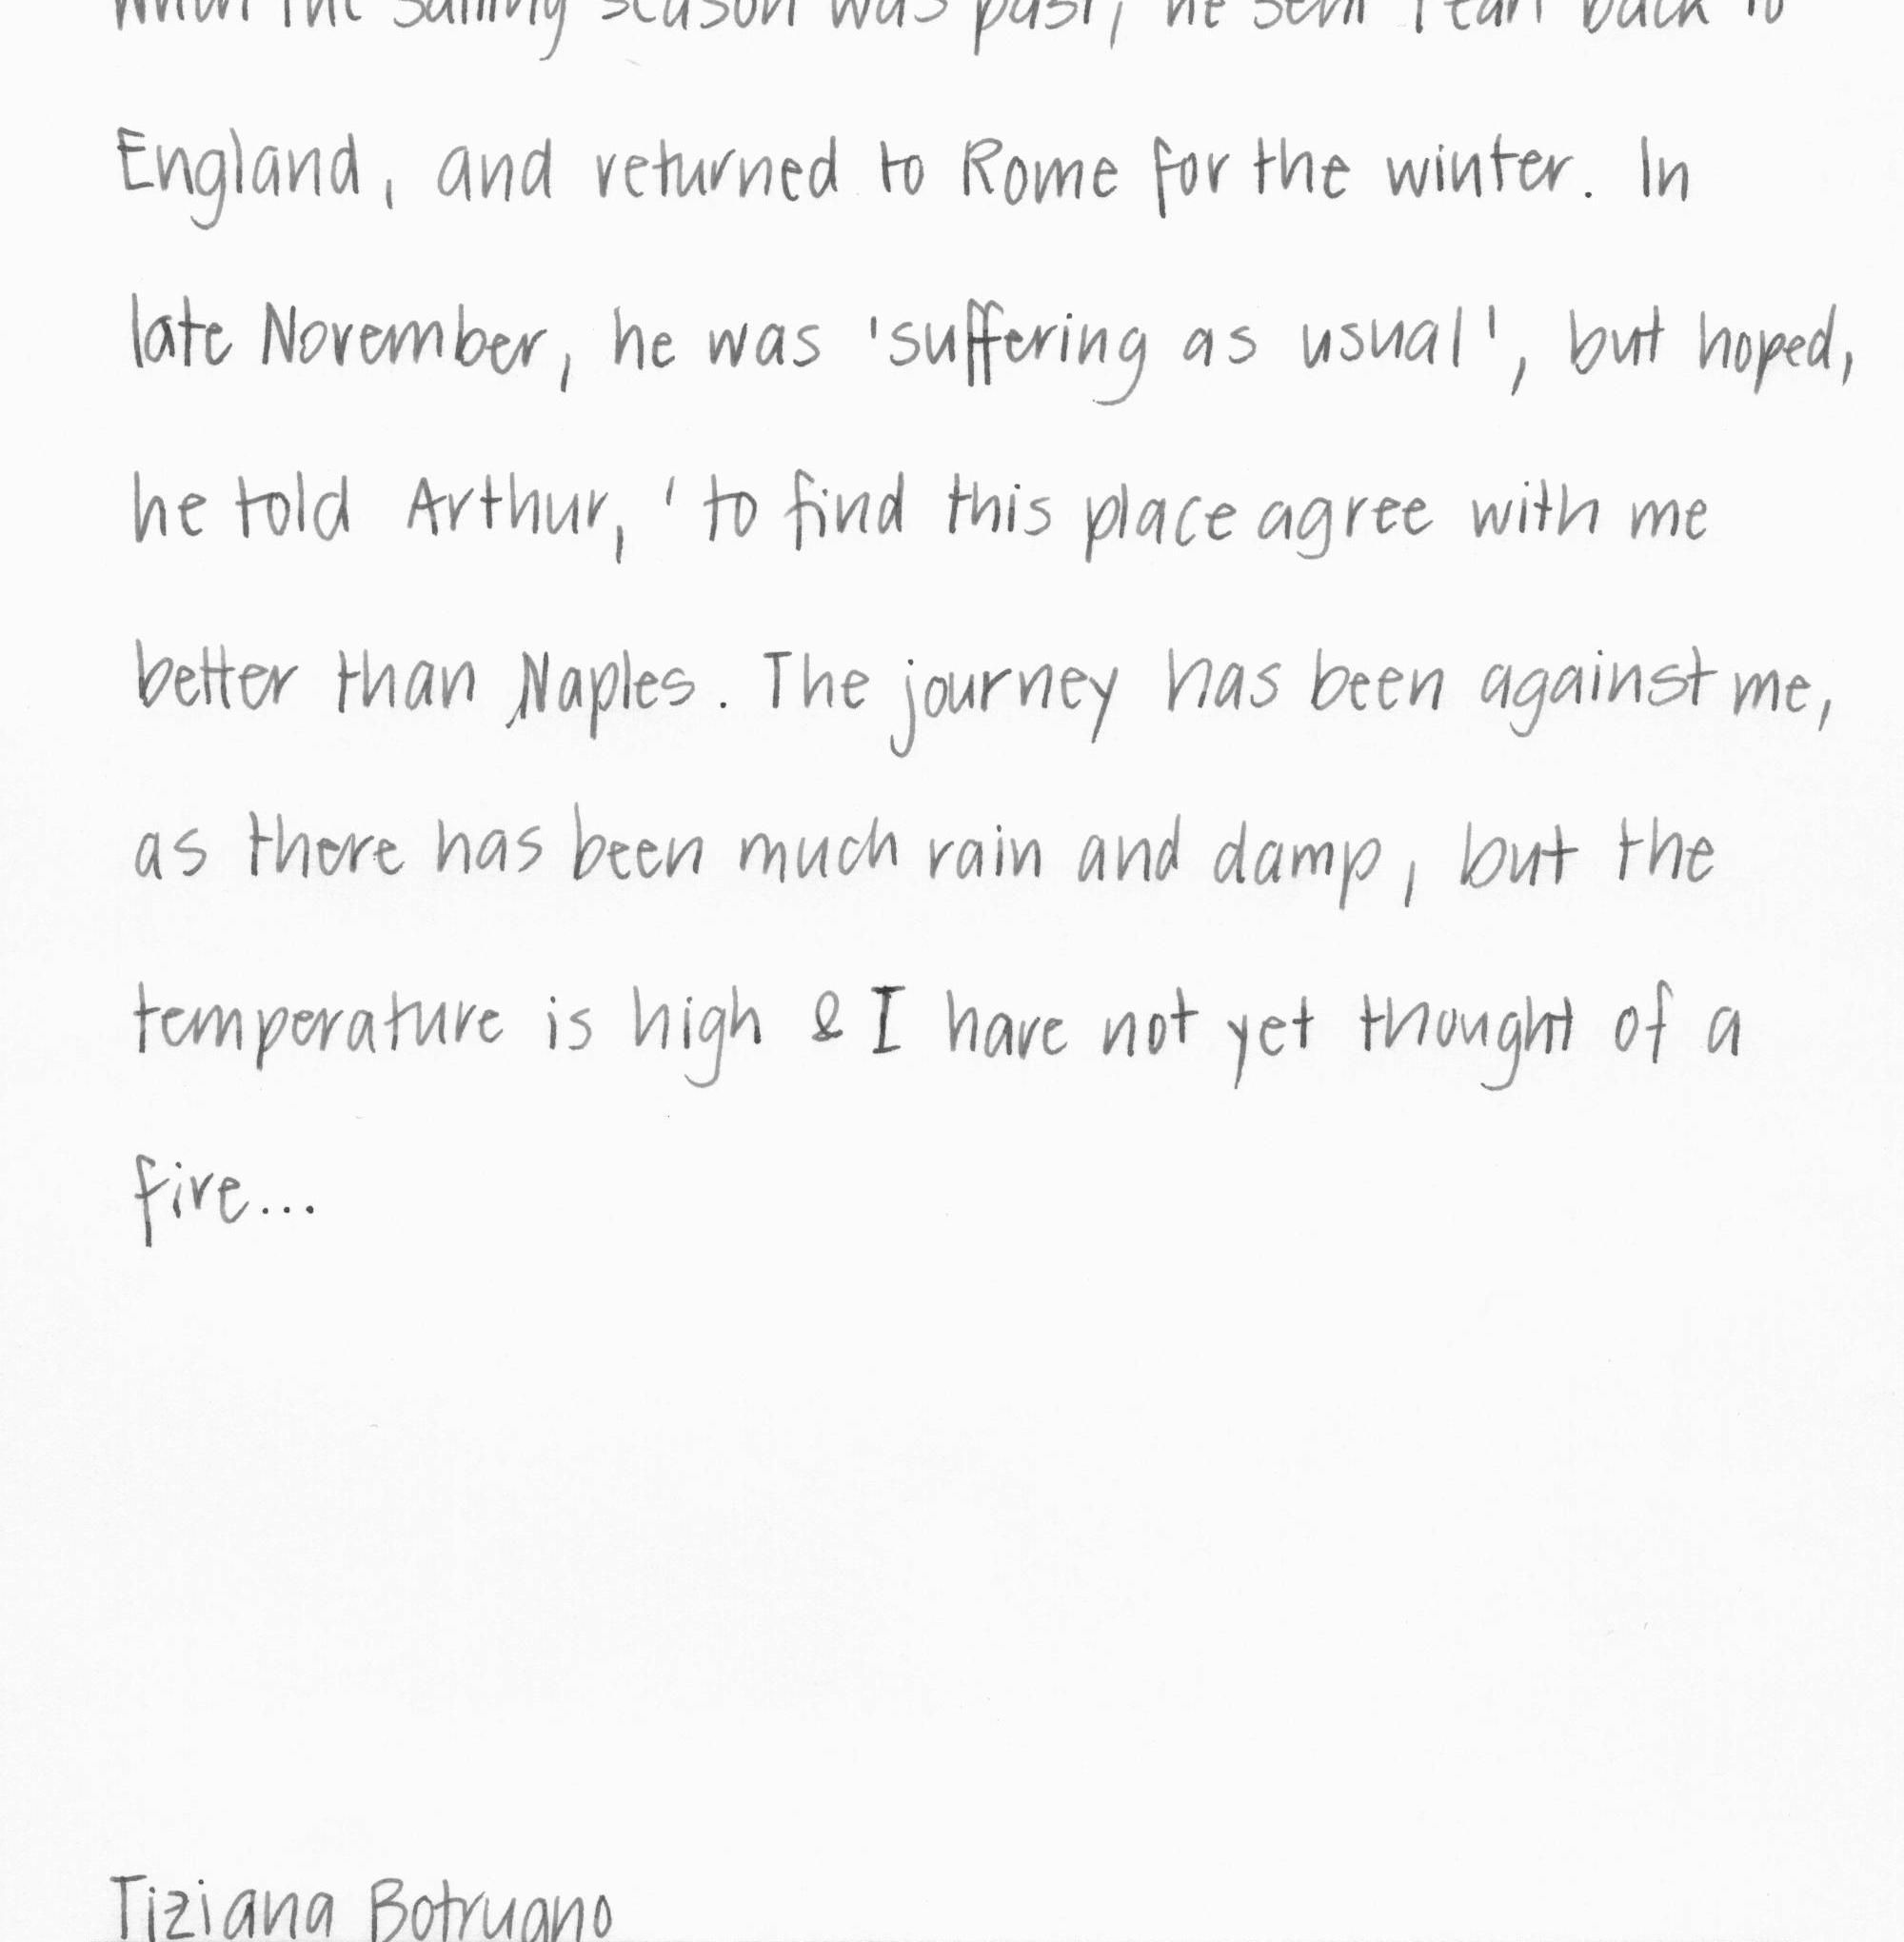 the sailing season was past, he sent Pearl back to
England, and returned to Rome for the winter. In
late November, he was 'suffering as usual', but hoped,
he told Arthur, 'to find this place agree with me
better than Naples. The journey has been against me,
as there has been much rain and damp, but the
temperature is high & I have not yet thought of a
fire...
Tiziana Botrugno